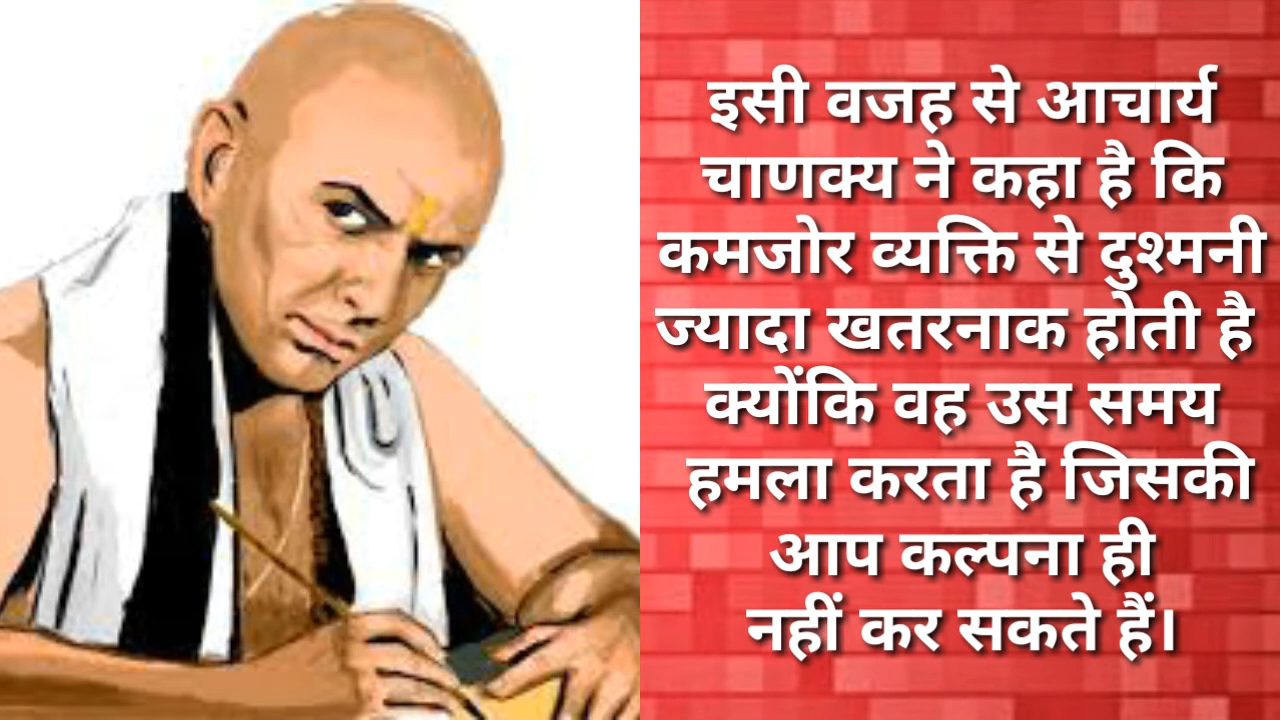 इसी वजह से आचार्य
चाणक्य ने कहा है कि
कमजोर व्यक्ति से दुश्मनी
ज्यादा खतरनाक होती है
क्योंकि वह उस समय
हमला करता है जिसकी
आप कल्पना ही
नहीं कर सकते हैं।